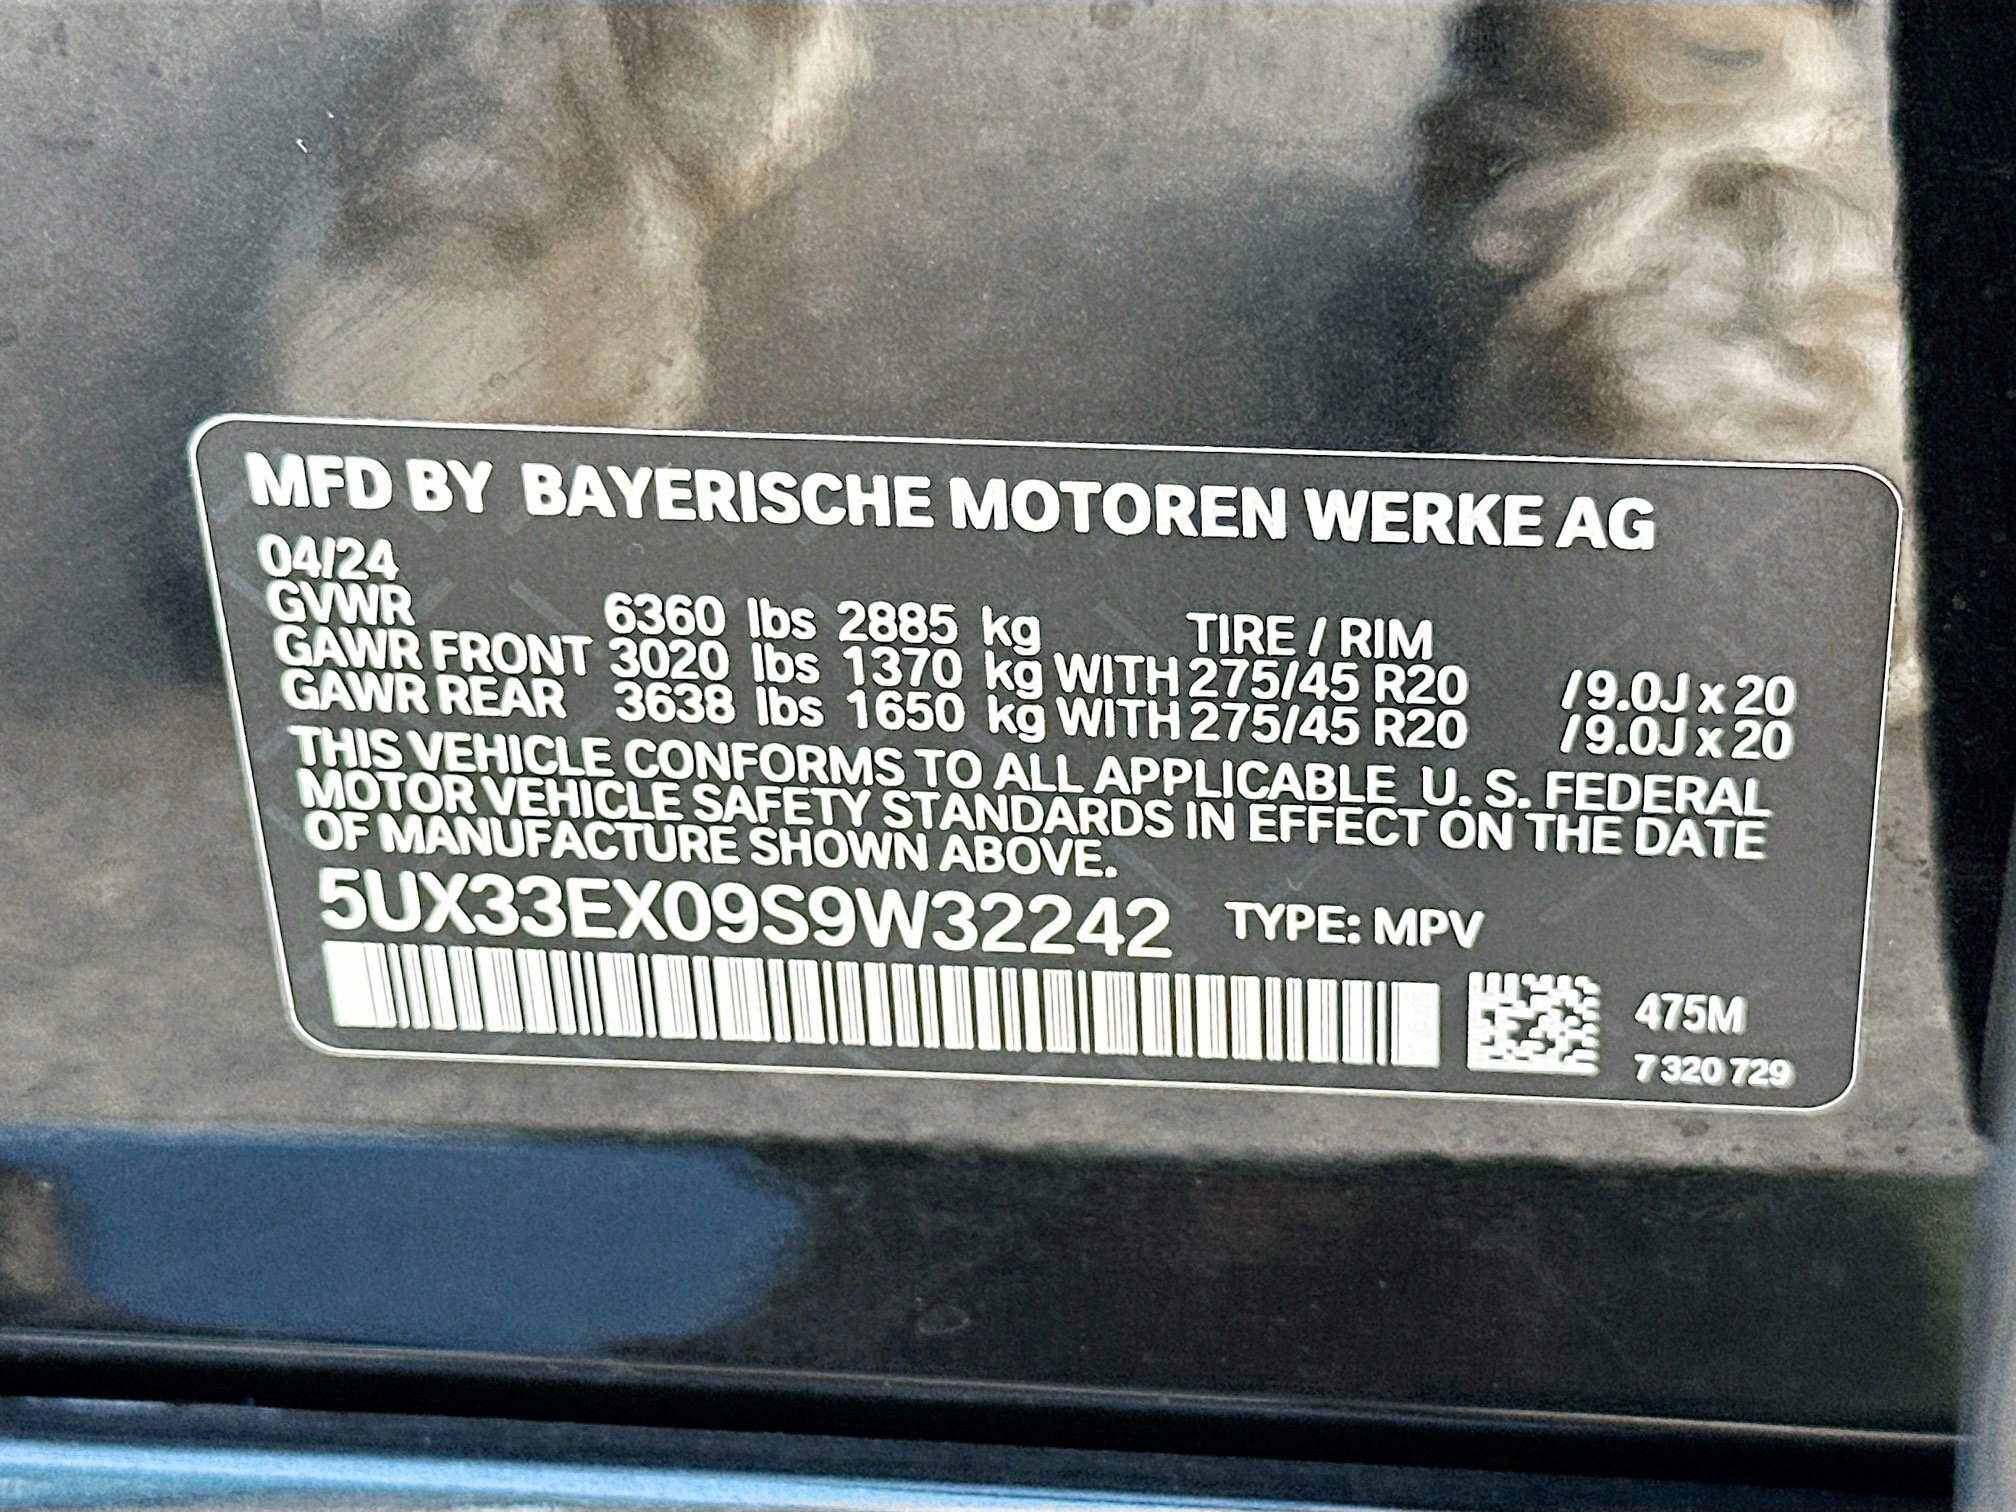 MFD BY BAYERISCHE MOTOREN WERKE AG
04/24
GVWR 6360 lbs 2885 kg TIRE / RIM
GAWR FRONT 3020 lbs 1370 kg WITH 275/45 R20 /9.0J x 20
GAWR REAR 3638 lbs 1650 kg WITH 275/45 R20 /9.0J x 20
THIS VEHICLE CONFORMS TO ALL APPLICABLE U. S. FEDERAL
MOTOR VEHICLE SAFETY STANDARDS IN EFFECT ON THE DATE
OF MANUFACTURE SHOWN ABOVE.
5UX33EX09S9W32242 TYPE: MPV
475M
7 320 729